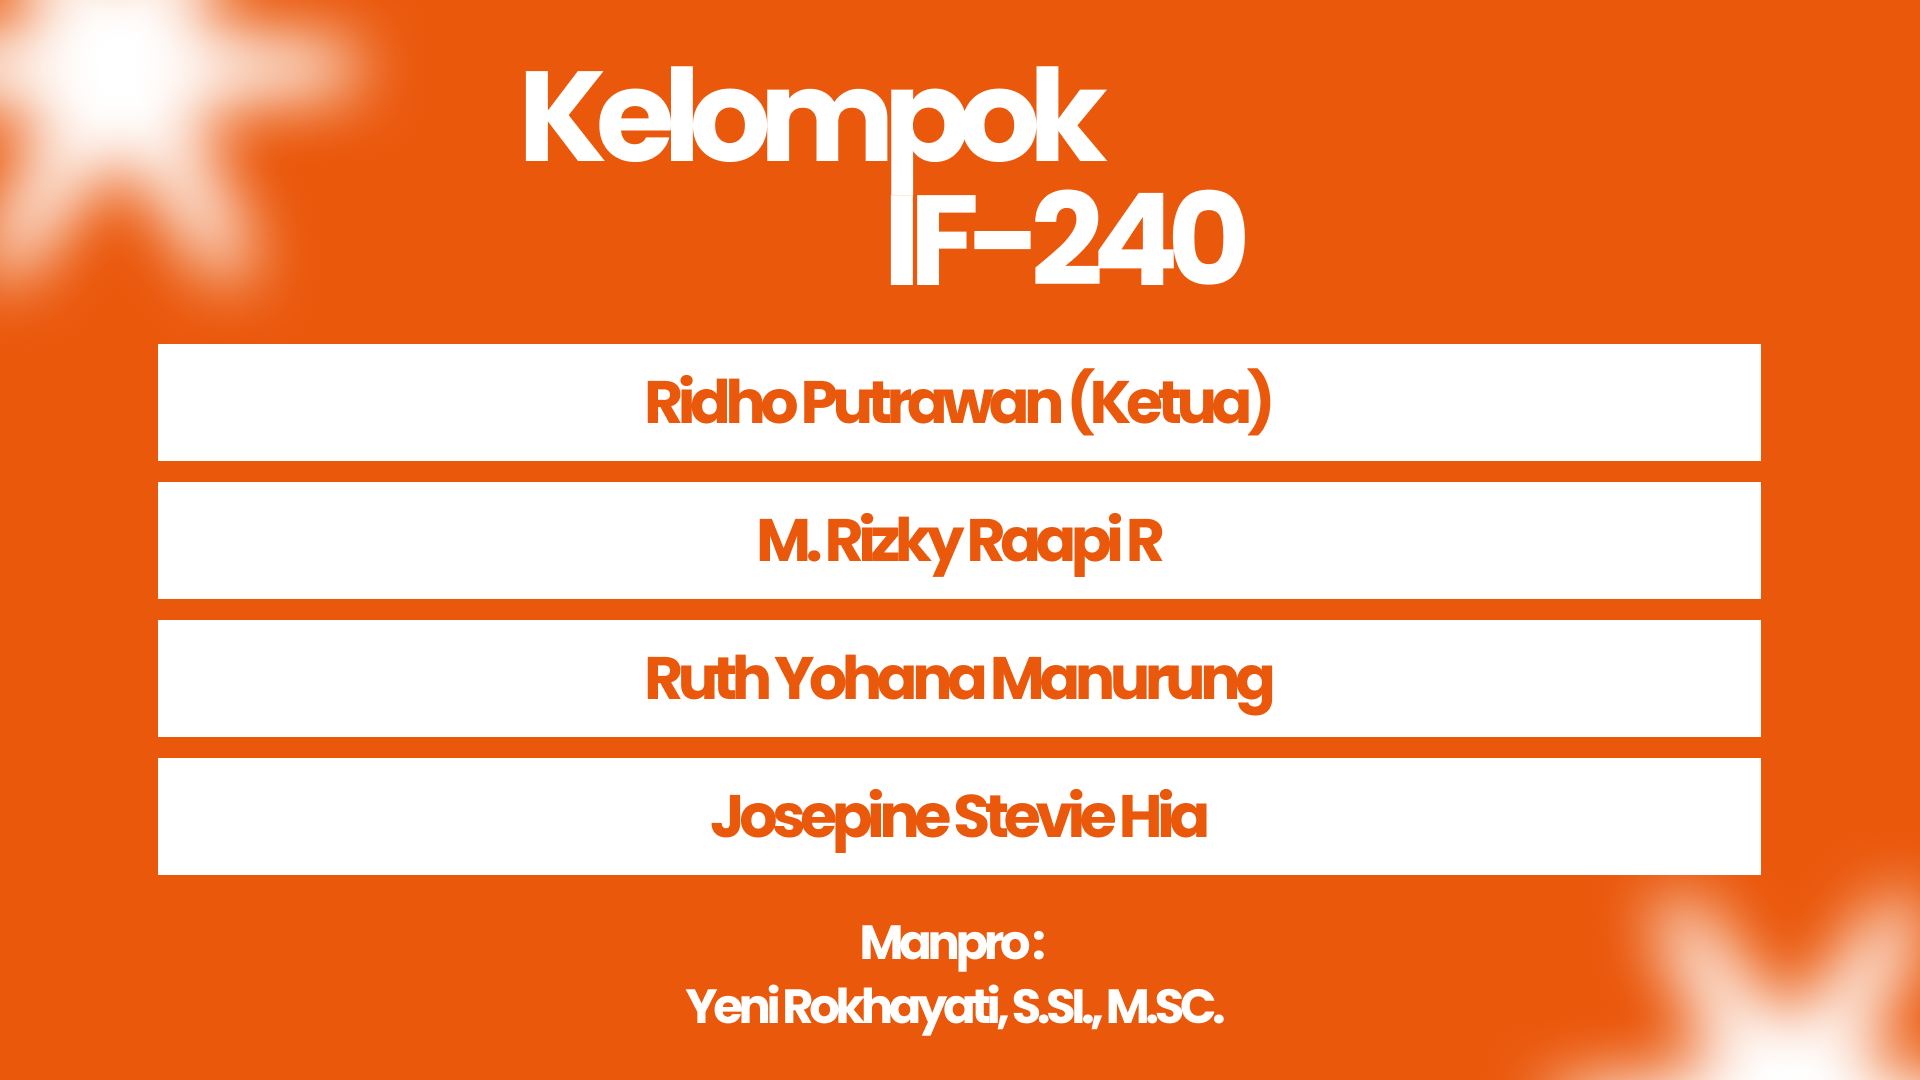 Kelompok
IF-240
Ridho Putrawan (Ketua)
M. Rizky Raapi R
Ruth Yohana Manurung
Josepine Stevie Hia
Manpro :
Yeni Rokhayati, S.SI., M.SC.